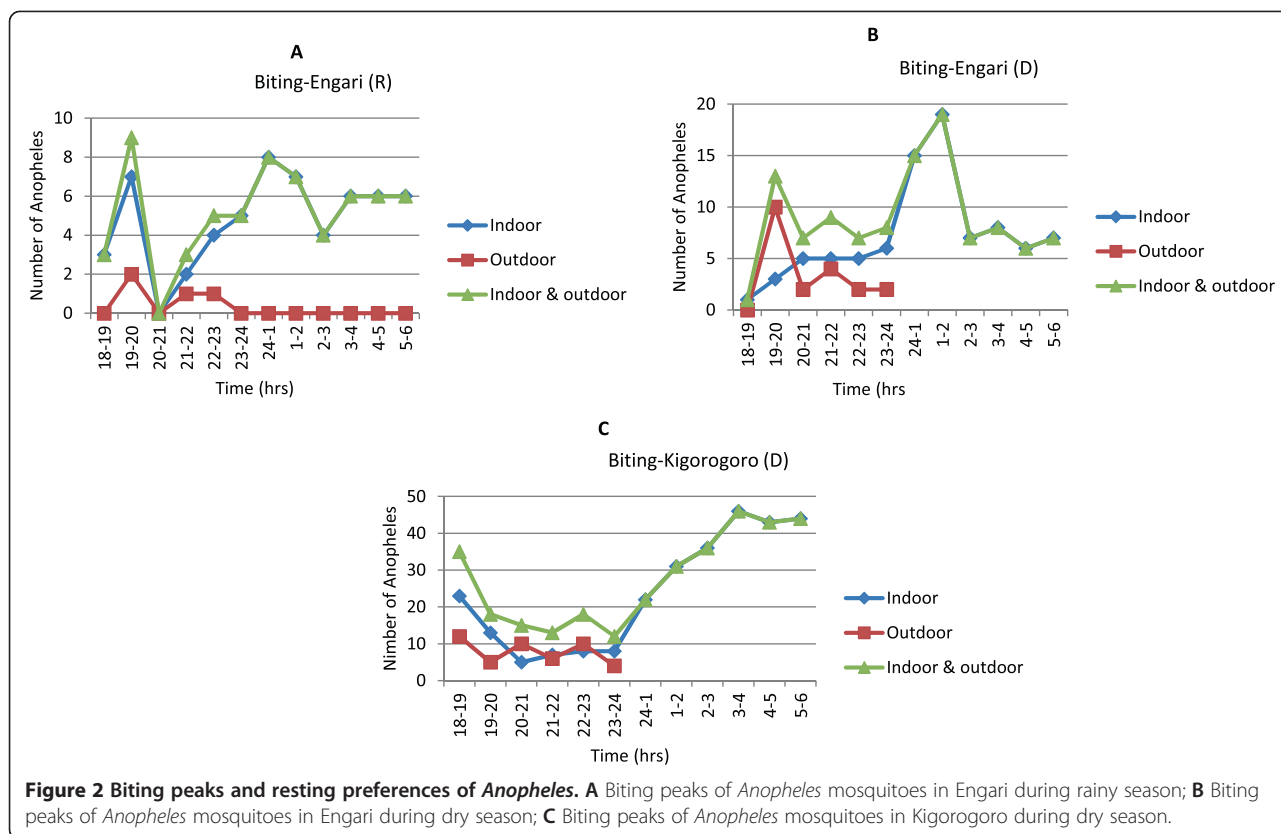 A
Biting-Engari (R)
Number of Anopheles
10
8
6
4
2
0
18-19
19-20
20-21
21-22
22-23
23-24
24-1
1-2
2-3
3-4
4-5
5-6
Time (hrs)
Indoor
Outdoor
Indoor & outdoor
B
Biting-Engari (D)
Number of Anopheles
20
15
10
5
0
18-19
19-20
20-21
21-22
22-23
23-24
24-1
1-2
2-3
3-4
4-5
5-6
Time (hrs
Indoor
Outdoor
Indoor & outdoor
C
Biting-Kigorogoro (D)
Nimber of Anopheles
50
40
30
20
10
0
18-19
19-20
20-21
21-22
22-23
23-24
24-1
1-2
2-3
3-4
4-5
5-6
Time (hrs)
Indoor
Outdoor
Indoor & outdoor
Figure 2 Biting peaks and resting preferences of Anopheles. A Biting peaks of Anopheles mosquitoes in Engari during rainy season; B Biting
peaks of Anopheles mosquitoes in Engari during dry season; C Biting peaks of Anopheles mosquitoes in Kigorogoro during dry season.